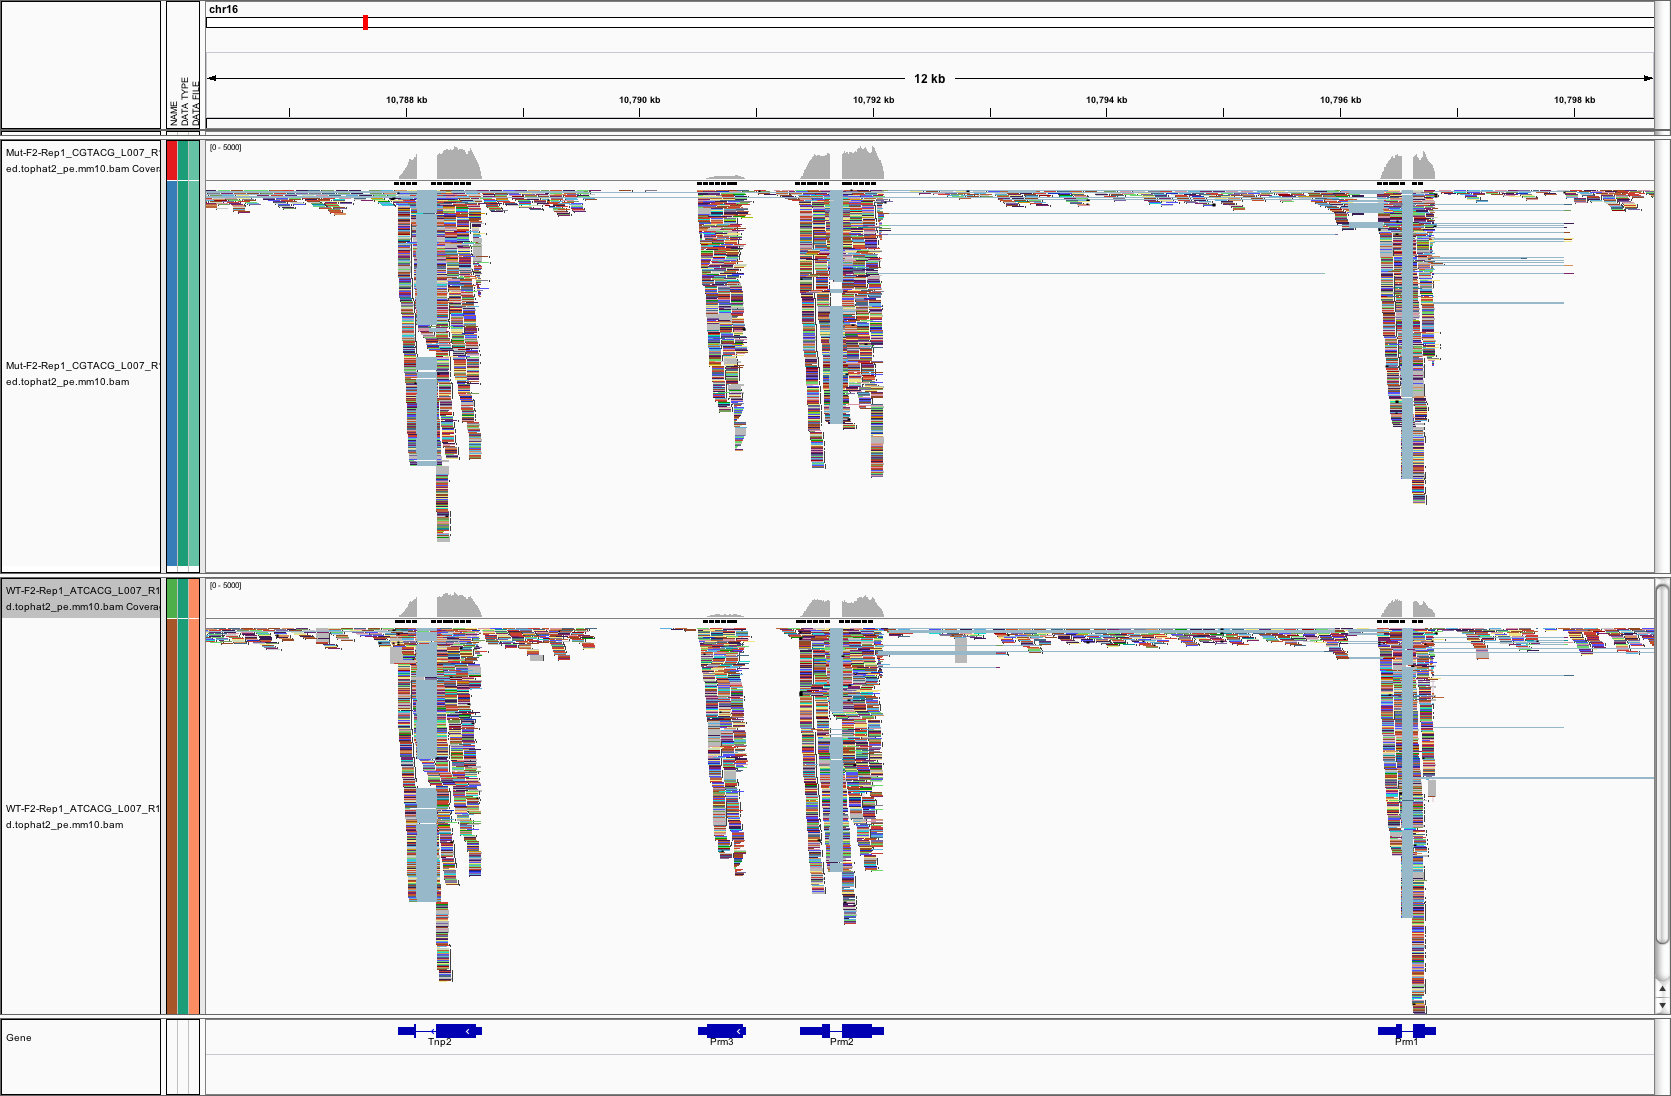 chr16
12 kb
NAME
DATA TYPE
DATA FILE
10,788 kb 10,790 kb 10,792 kb 10,794 kb 10,796 kb 10,798 kb
Mut-F2-Rep1_CGTACG_L007_R1
ed.tophat2_pe.mm10.bam Covera
[0 - 5000]
Mut-F2-Rep1_CGTACG_L007_R1
ed.tophat2_pe.mm10.bam
WT-F2-Rep1_ATCACG_L007_R1
d.tophat2_pe.mm10.bam Covera
[0 - 5000]
WT-F2-Rep1_ATCACG_L007_R1
d.tophat2_pe.mm10.bam
Gene
Tnp2 Prm3 Prm2 Prm1